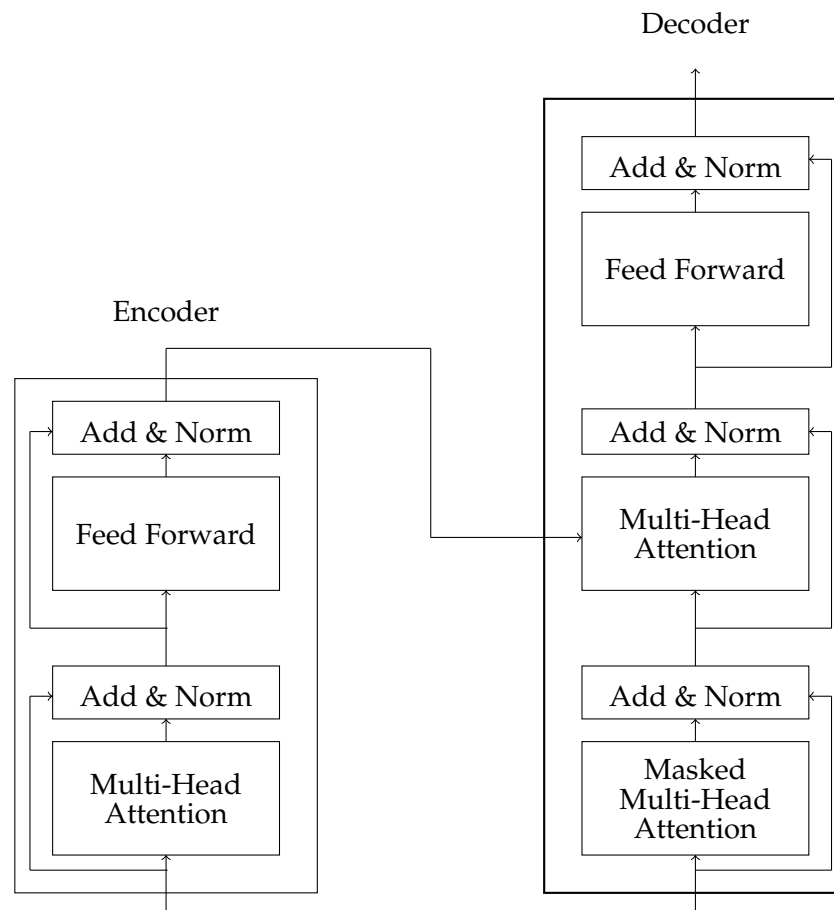 Decoder
Add & Norm
Feed Forward
Add & Norm
Multi-Head
Attention
Add & Norm
Masked
Multi-Head
Attention
Encoder
Add & Norm
Feed Forward
Add & Norm
Multi-Head
Attention